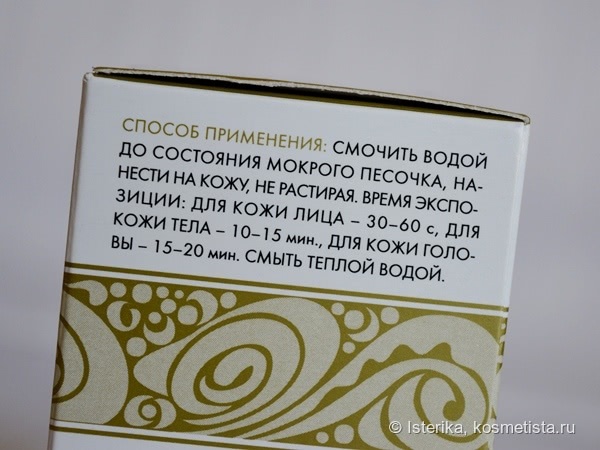 СПОСОБ ПРИМЕНЕНИЯ: СМОЧИТЬ ВОДОЙ
ДО СОСТОЯНИЯ МОКРОГО ПЕСОЧКА, НА-
НЕСТИ НА КОЖУ, НЕ РАСТИРАЯ. ВРЕМЯ ЭКСПО-
ЗИЦИИ: ДЛЯ КОЖИ ЛИЦА – 30–60 с, ДЛЯ
КОЖИ ТЕЛА – 10–15 мин., ДЛЯ КОЖИ ГОЛО-
ВЫ – 15–20 мин. СМЫТЬ ТЕПЛОЙ ВОДОЙ.
© Isterika, kosmetista.ru